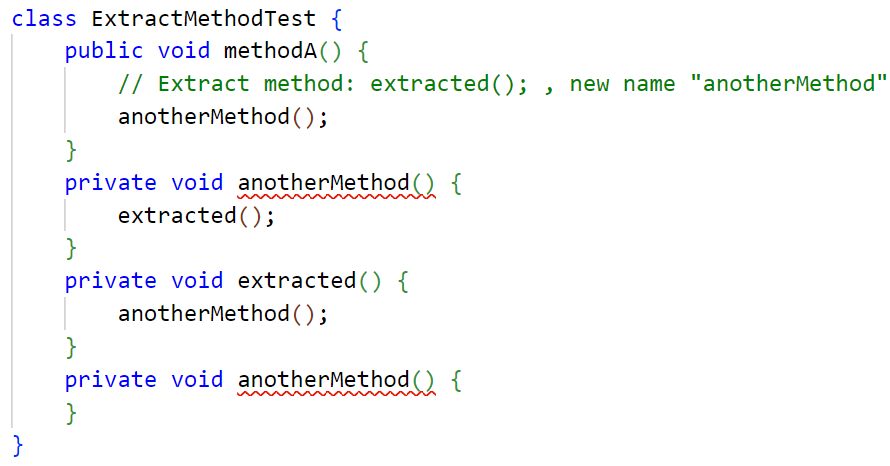 class ExtractMethodTest {
    public void methodA() {
        // Extract method: extracted(); , new name "anotherMethod"
        anotherMethod();
    }
    private void anotherMethod() {
        extracted();
    }
    private void extracted() {
        anotherMethod();
    }
    private void anotherMethod() {
    }
}